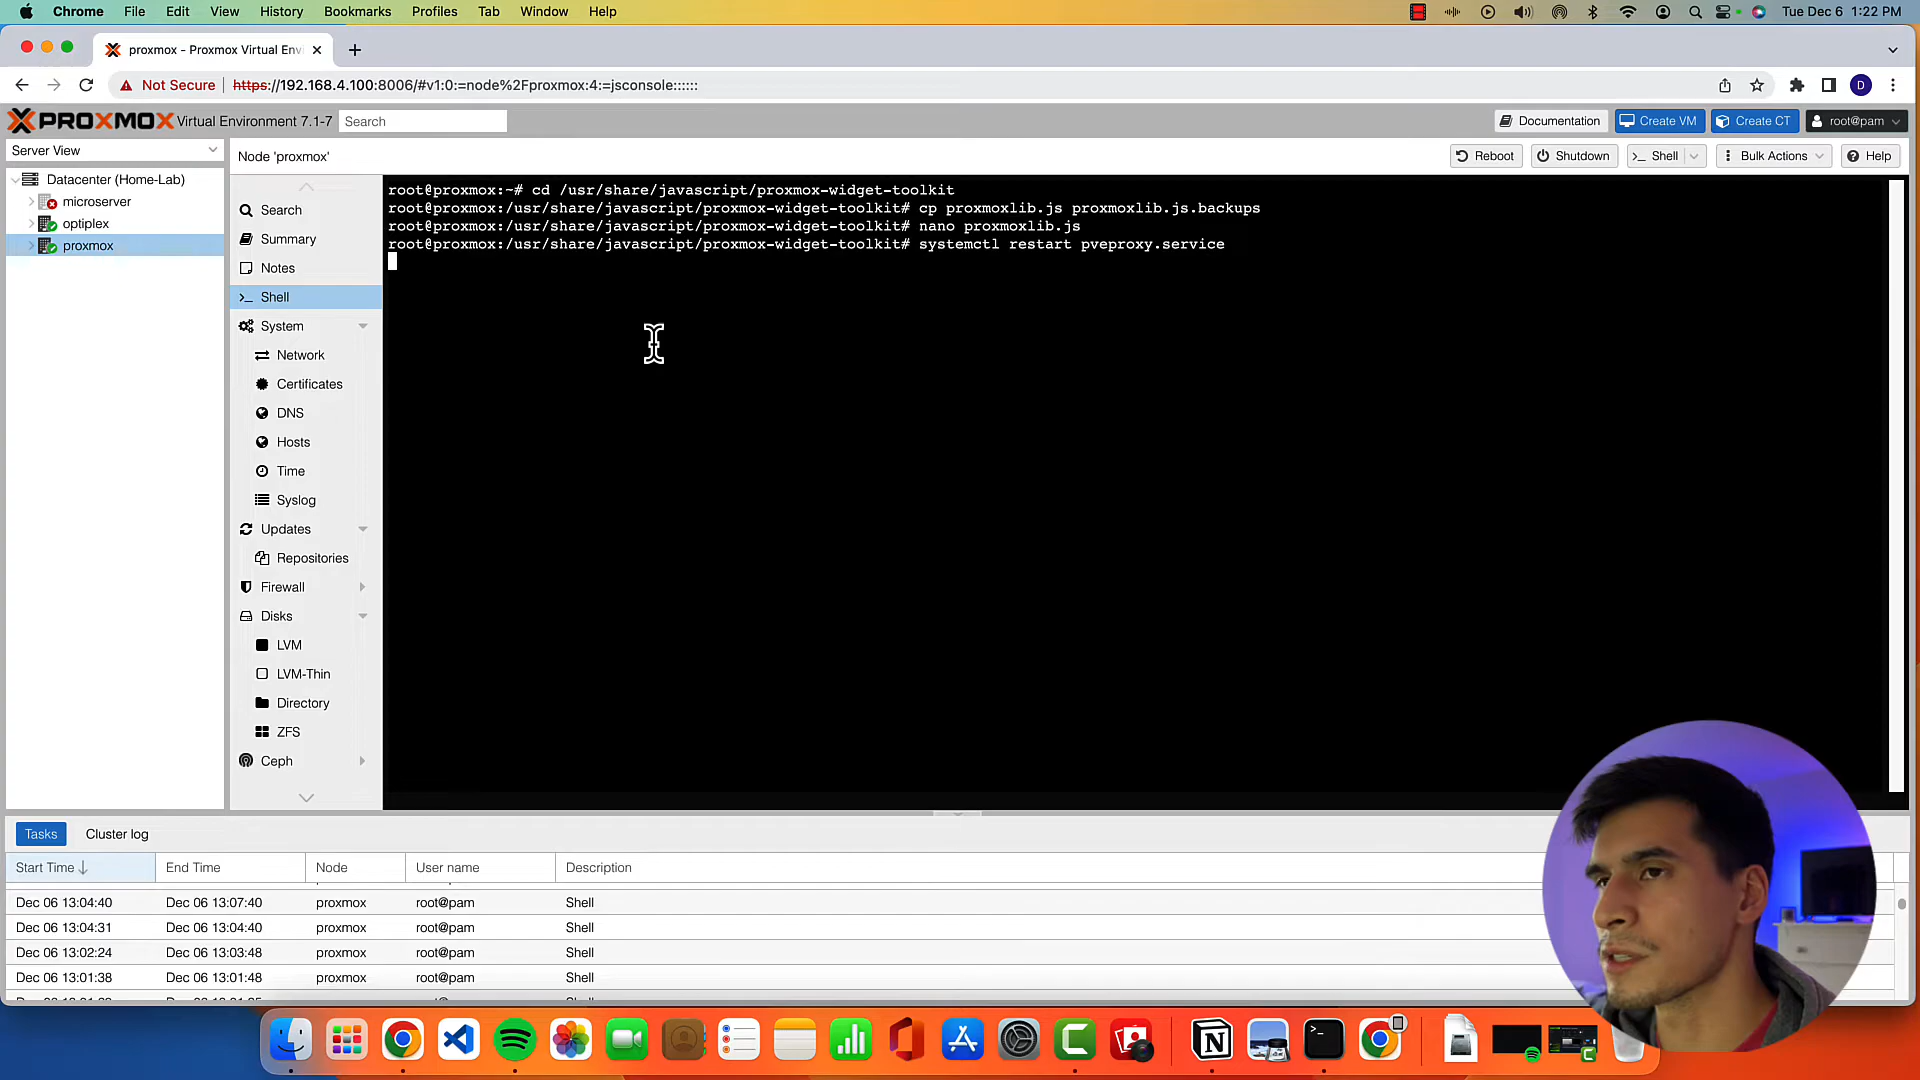 Chrome File Edit View History Bookmarks Profiles Tab Window Help Tue Dec 6 1:22 PM
proxmox - Proxmox Virtual Envi
Not Secure https://192.168.4.100:8006/#v1:0:=node%2Fproxmox:4:=jsconsole::::::
D
PROXMOX Virtual Environment 7.1-7 Search Documentation Create VM Create CT root@pam
Server View
Node 'proxmox' Reboot Shutdown Shell Bulk Actions Help
Datacenter (Home-Lab)
microserver
optiplex
proxmox
Search
Summary
Notes
Shell
System
Network
Certificates
DNS
Hosts
Time
Syslog
Updates
Repositories
Firewall
Disks
LVM
LVM-Thin
Directory
ZFS
Ceph
root@proxmox:~# cd /usr/share/javascript/proxmox-widget-toolkit
root@proxmox:/usr/share/javascript/proxmox-widget-toolkit# cp proxmoxlib.js proxmoxlib.js.backups
root@proxmox:/usr/share/javascript/proxmox-widget-toolkit# nano proxmoxlib.js
root@proxmox:/usr/share/javascript/proxmox-widget-toolkit# systemctl restart pveproxy.service
Tasks Cluster log
Start Time End Time Node User name Description
Dec 06 13:04:40 Dec 06 13:07:40 proxmox root@pam Shell
Dec 06 13:04:31 Dec 06 13:04:40 proxmox root@pam Shell
Dec 06 13:02:24 Dec 06 13:03:48 proxmox root@pam Shell
Dec 06 13:01:38 Dec 06 13:01:48 proxmox root@pam Shell